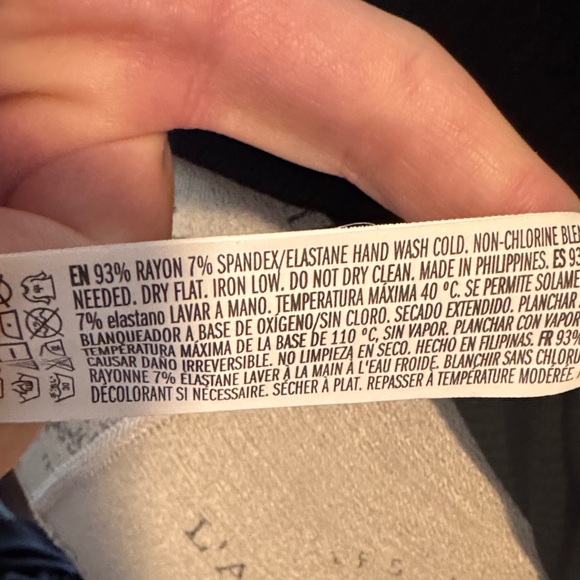 EN 93% RAYON 7% SPANDEX/ELASTANE HAND WASH COLD. NON-CHLORINE
NEEDED. DRY FLAT. IRON LOW. DO NOT DRY CLEAN. MADE IN PHILIPPINES. ES
7% elastano LAVAR A MANO. TEMPERATURA MÁXIMA 40 ºC. SE PERMITE
BLANQUEADOR A BASE DE OXÍGENO/SIN CLORO. SECADO EXTENDIDO. PLANCHAR
TEMPERATURA MÁXIMA DE LA BASE DE 110 ºC, SIN VAPOR. PLANCHAR CON VAPOR
CAUSAR DAÑO IRREVERSIBLE. NO LIMPIEZA EN SECO. HECHO EN FILIPINAS. FR 93%
RAYONNE 7% ÉLASTANE LAVER À LA MAIN À L'EAU FROIDE. BLANCHIR SANS
DÉCOLORANT SI NÉCESSAIRE. SÉCHER À PLAT. REPASSER À TEMPÉRATURE MODÉRÉE